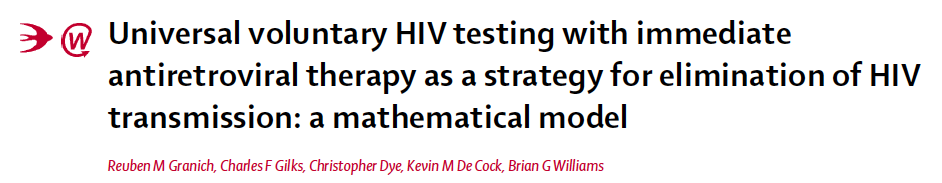 Universal voluntary HIV testing with immediate
antiretroviral therapy as a strategy for elimination of HIV
transmission: a mathematical model
Reuben M Granich, Charles F Gilks, Christopher Dye, Kevin M De Cock, Brian G Williams